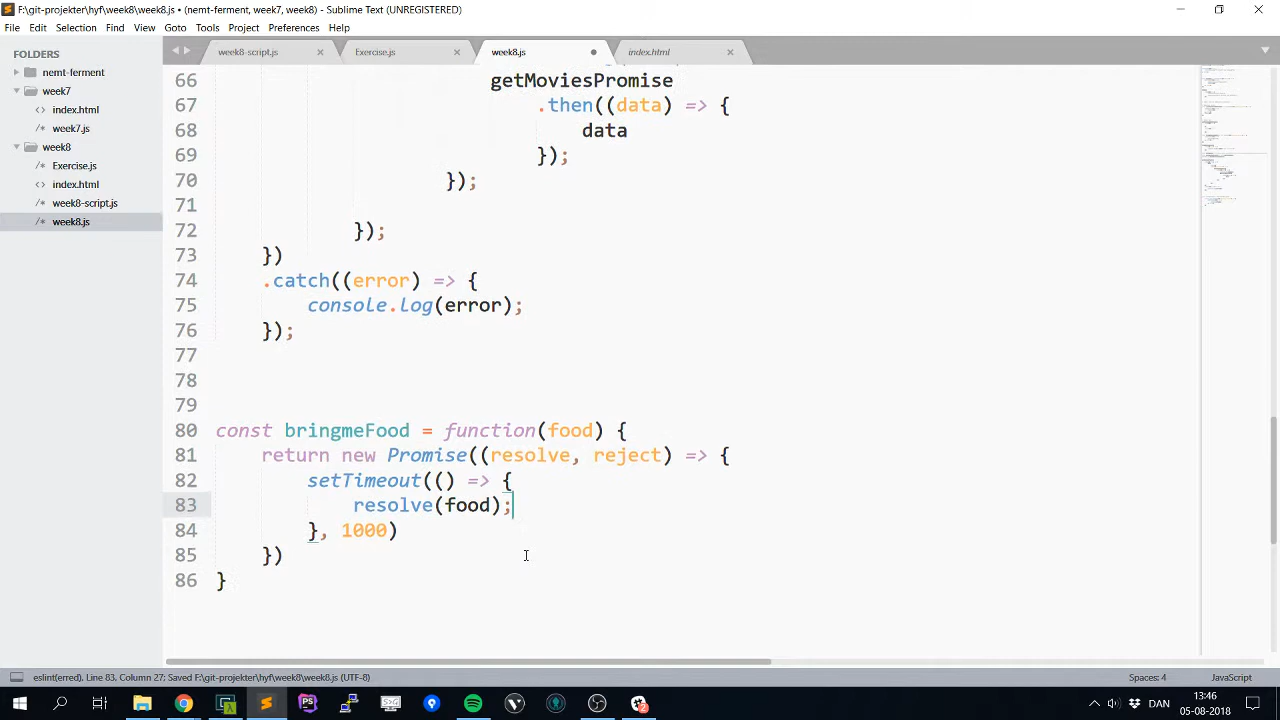 F:\git-projekter\hyf\week8\week8.js • (nemt-ferment, week7, week8) - Sublime Text (UNREGISTERED)
File Edit Selection Find View Goto Tools Project Preferences Help
FOLDERS
nemt-ferment
week7
index.html
week7.js
week8
Exercise.js
index.html
week8-script.js
week8.js
week8-script.js × Exercise.js × week8.js index.html ×
66 getMoviesPromise
67 .then((data) => {
68 data
69 });
70 });
71
72 });
73 })
74 .catch((error) => {
75 console.log(error);
76 });
77
78
79
80 const bringmeFood = function(food) {
81 return new Promise((resolve, reject) => {
82 setTimeout(() => {
83 resolve(food);
84 }, 1000)
85 })
86 }
eslint, Line 83, Column 27; Saved F:\git-projekter\hyf\week8\week8.js (UTF-8) Spaces: 4 JavaScript
DAN
13:46
05-08-2018